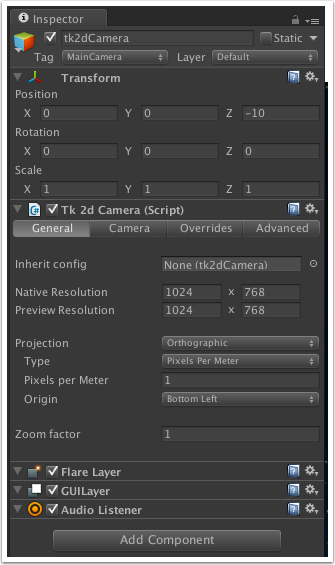 Inspector
tk2dCamera Static
Tag MainCamera Layer Default
Transform
Position
X 0 Y 0 Z -10
Rotation
X 0 Y 0 Z 0
Scale
X 1 Y 1 Z 1
Tk 2d Camera (Script)
General Camera Overrides Advanced
Inherit config None (tk2dCamera)
Native Resolution 1024 x 768
Preview Resolution 1024 x 768
Projection Orthographic
Type Pixels Per Meter
Pixels per Meter 1
Origin Bottom Left
Zoom factor 1
Flare Layer
GUILayer
Audio Listener
Add Component